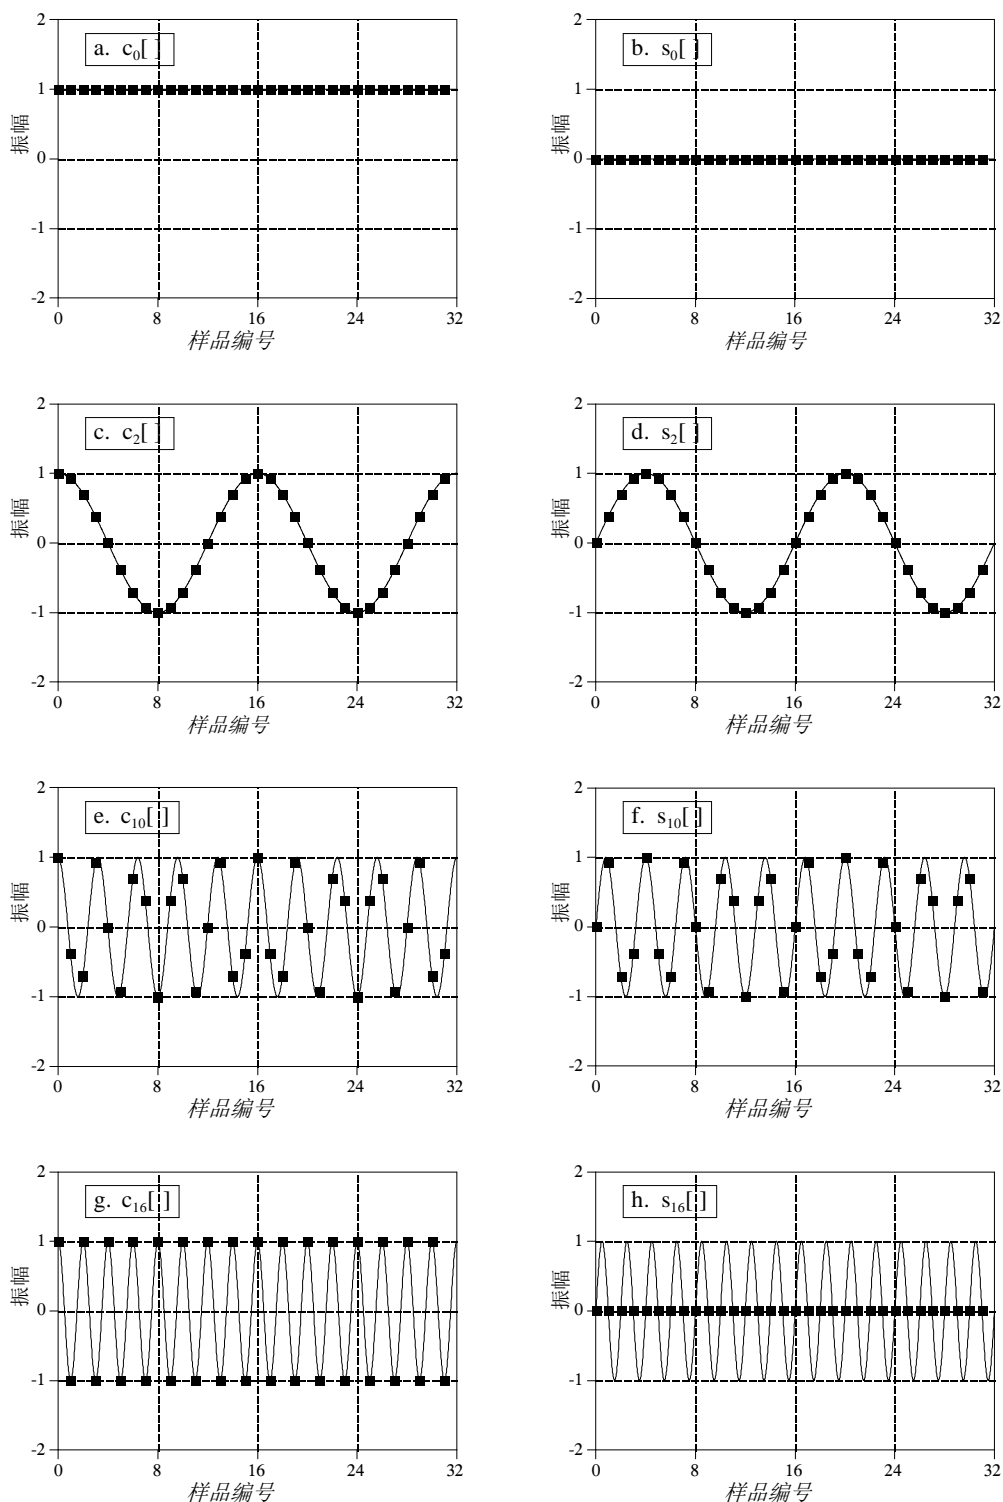 2
a. c₀[ ]
1
振幅
0
-1
-2
0 8 16 24 32
样品编号
2
b. s₀[ ]
1
振幅
0
-1
-2
0 8 16 24 32
样品编号
2
c. c₂[ ]
1
振幅
0
-1
-2
0 8 16 24 32
样品编号
2
d. s₂[ ]
1
振幅
0
-1
-2
0 8 16 24 32
样品编号
2
e. c₁₀[ ]
1
振幅
0
-1
-2
0 8 16 24 32
样品编号
2
f. s₁₀[ ]
1
振幅
0
-1
-2
0 8 16 24 32
样品编号
2
g. c₁₆[ ]
1
振幅
0
-1
-2
0 8 16 24 32
样品编号
2
h. s₁₆[ ]
1
振幅
0
-1
-2
0 8 16 24 32
样品编号